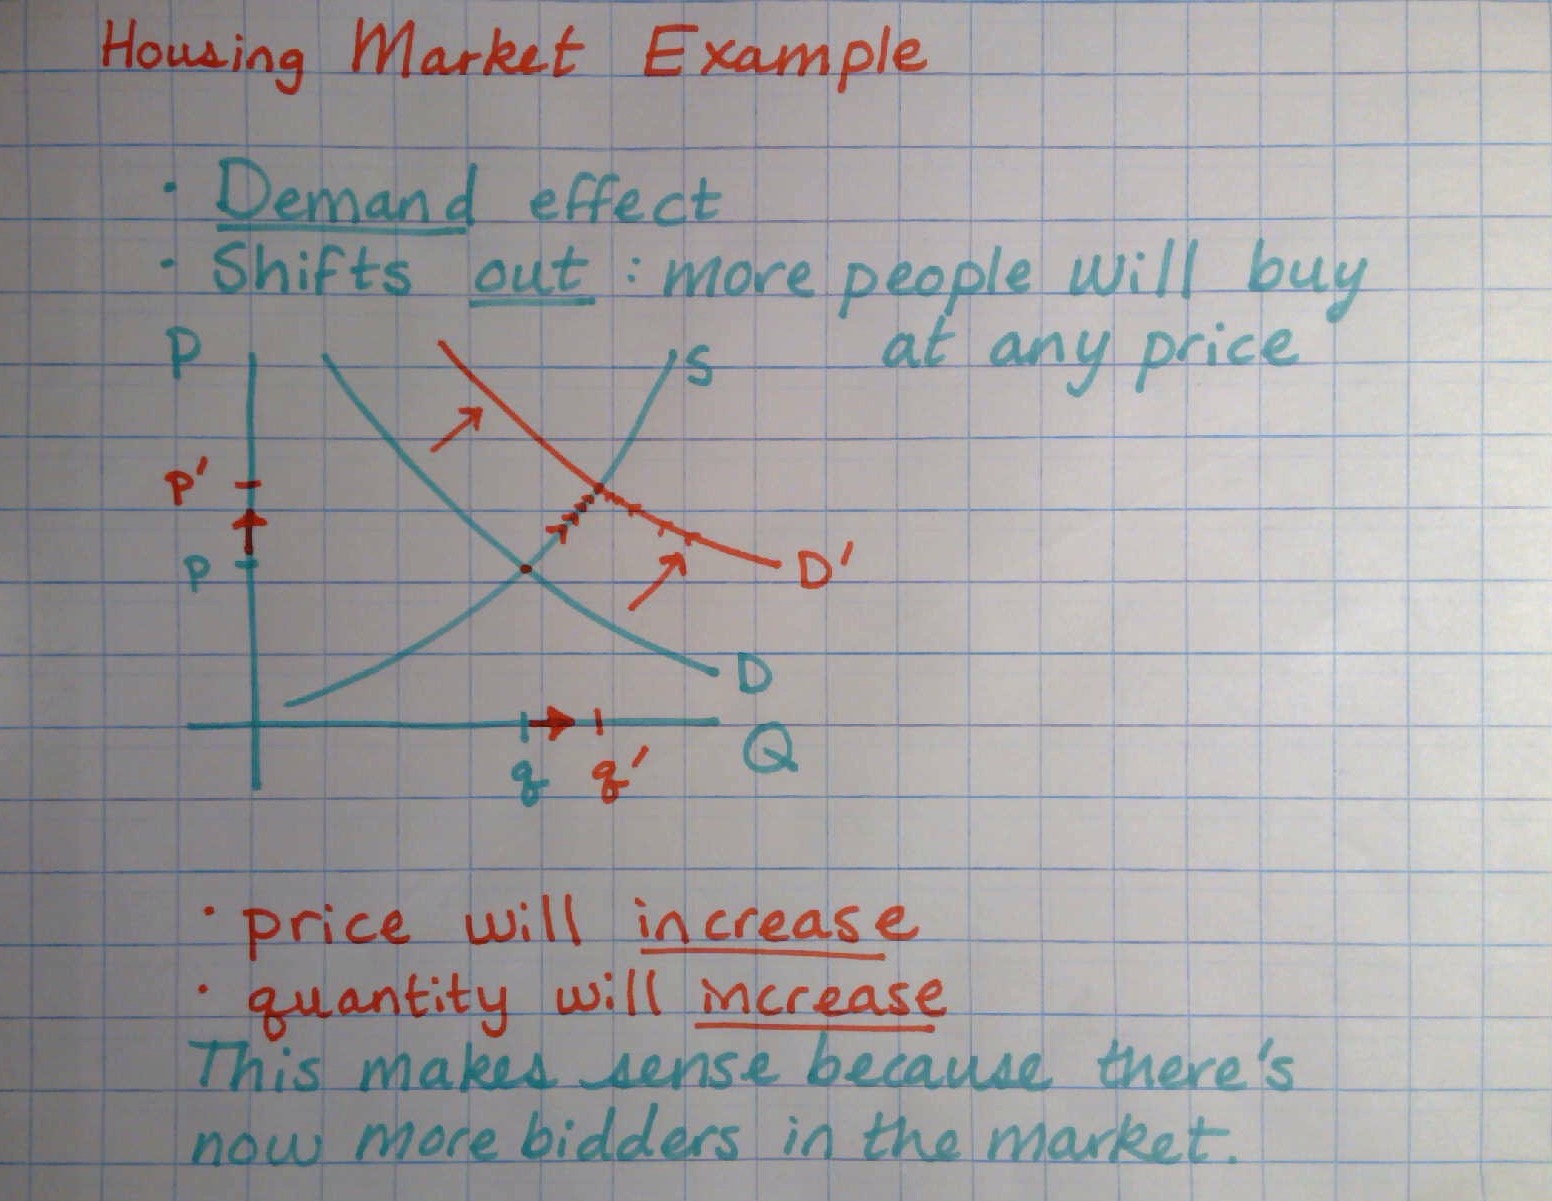 Housing Market Example
· Demand effect
· Shifts out : more people will buy
at any price
P
S
p'
p
D'
D
q q'
Q
· price will increase
· quantity will increase
This makes sense because there's
now more bidders in the market.